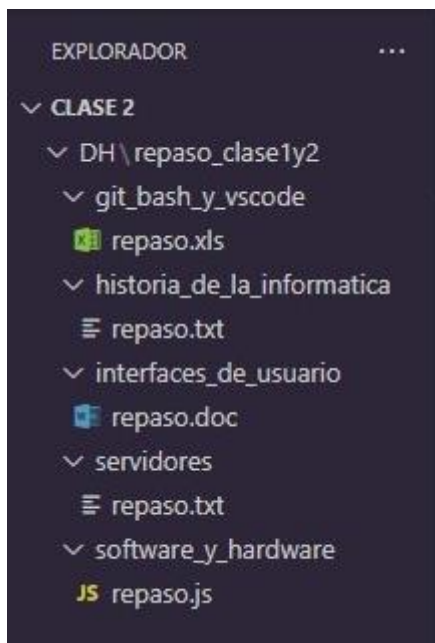 EXPLORADOR ...
CLASE 2
DH\repaso_clase1y2
git_bash_y_vscode
repaso.xls
historia_de_la_informatica
repaso.txt
interfaces_de_usuario
repaso.doc
servidores
repaso.txt
software_y_hardware
JS repaso.js